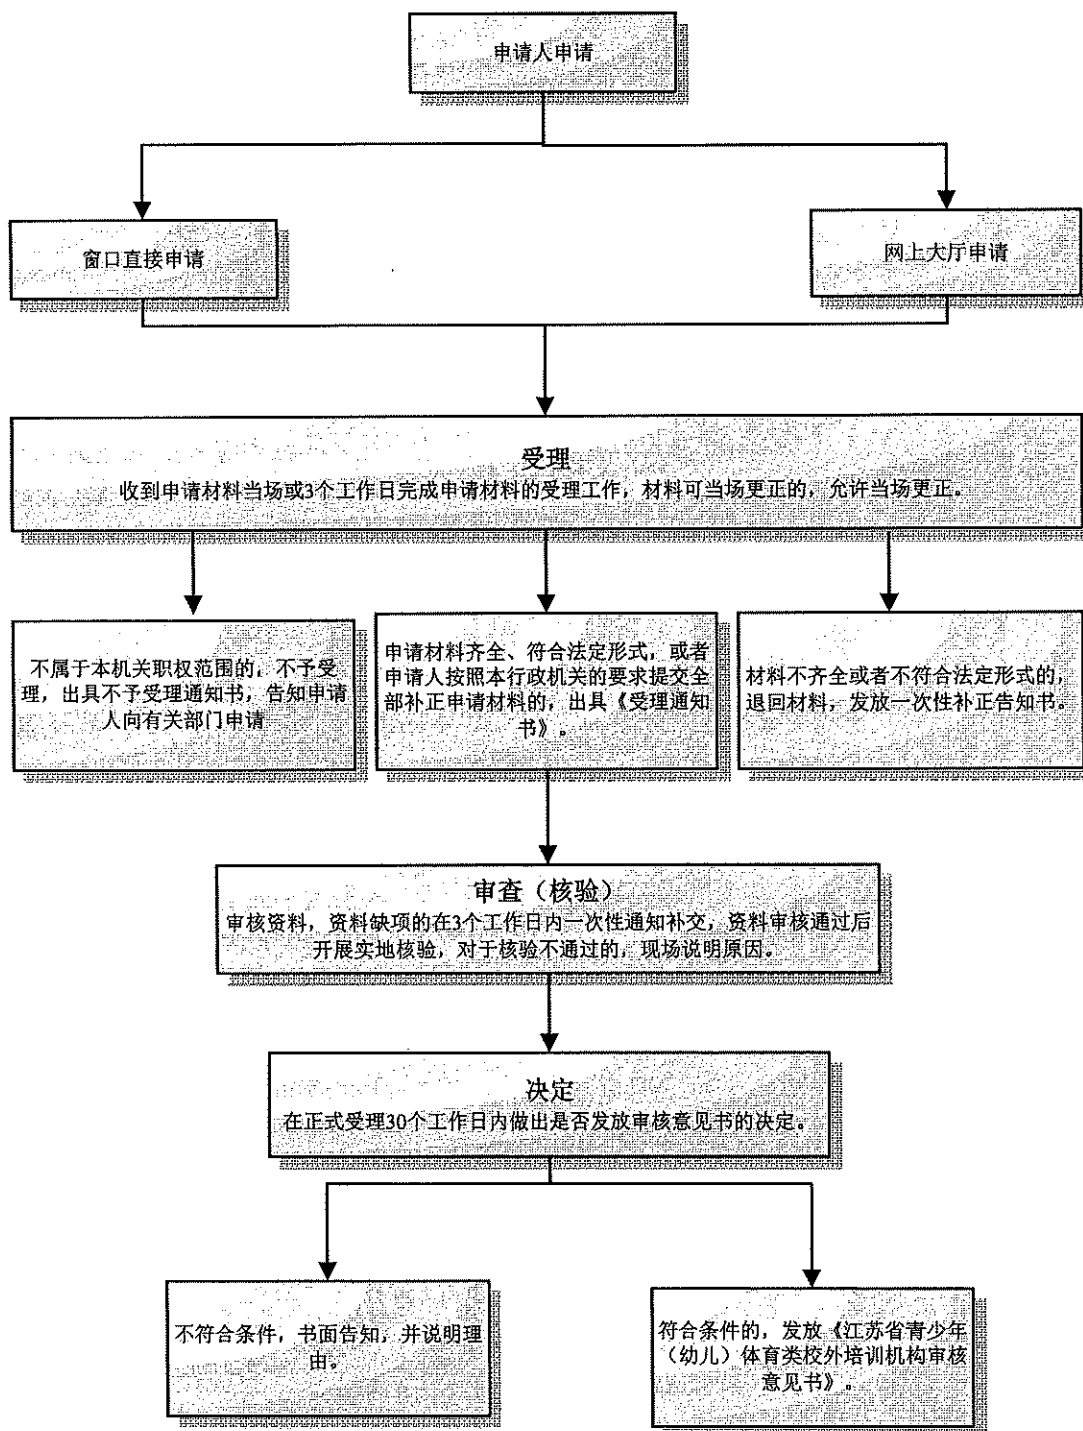 申请人申请
窗口直接申请
网上大厅申请
受理
收到申请材料当场或3个工作日完成申请材料的受理工作，材料可当场更正的，允许当场更正。
不属于本机关职权范围的，不予受
理，出具不予受理通知书，告知申请
人向有关部门申请
申请材料齐全、符合法定形式，或者
申请人按照本行政机关的要求提交全
部补正申请材料的，出具《受理通知
书》。
材料不齐全或者不符合法定形式的，
退回材料，发放一次性补正告知书。
审查（核验）
审核资料，资料缺项的在3个工作日内一次性通知补交，资料审核通过后
开展实地核验，对于核验不通过的，现场说明原因。
决定
在正式受理30个工作日内做出是否发放审核意见书的决定。
不符合条件，书面告知，并说明理
由。
符合条件的，发放《江苏省青少年
（幼儿）体育类校外培训机构审核
意见书》。